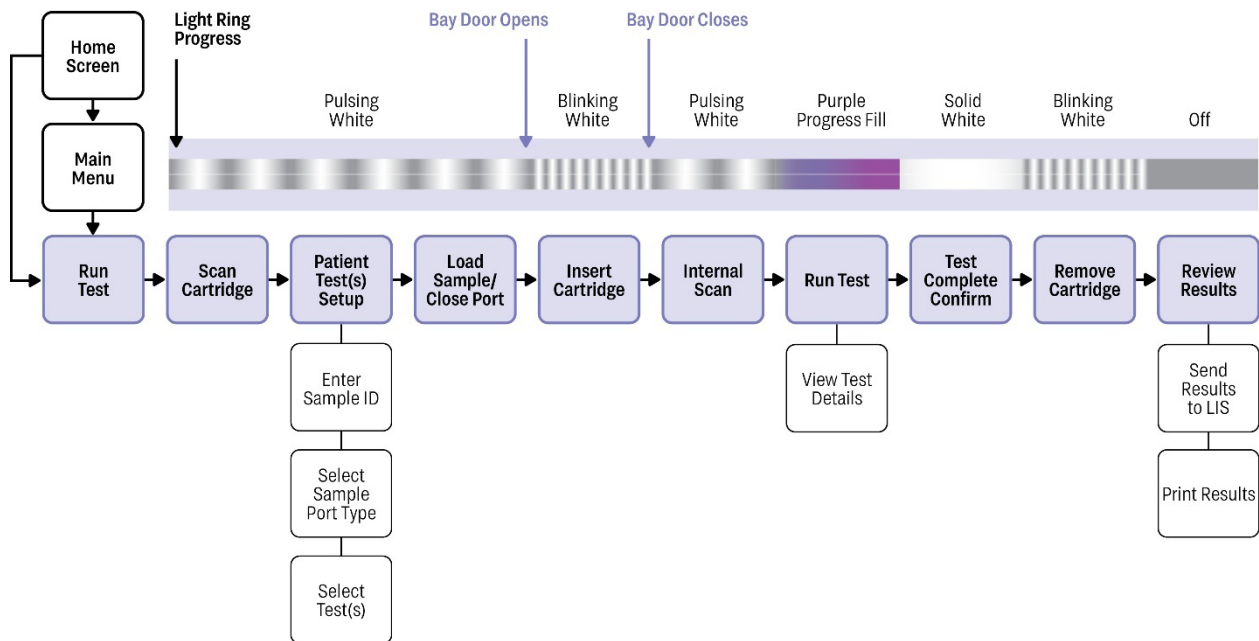 Home
Screen
Main
Menu
Light Ring
Progress
Bay Door Opens
Bay Door Closes
Pulsing
White
Blinking
White
Pulsing
White
Purple
Progress Fill
Solid
White
Blinking
White
Off
Run
Test
Scan
Cartridge
Patient
Test(s)
Setup
Load
Sample/
Close Port
Insert
Cartridge
Internal
Scan
Run Test
Test
Complete
Confirm
Remove
Cartridge
Review
Results
Enter
Sample ID
Select
Sample
Port Type
Select
Test(s)
View Test
Details
Send
Results
to LIS
Print Results